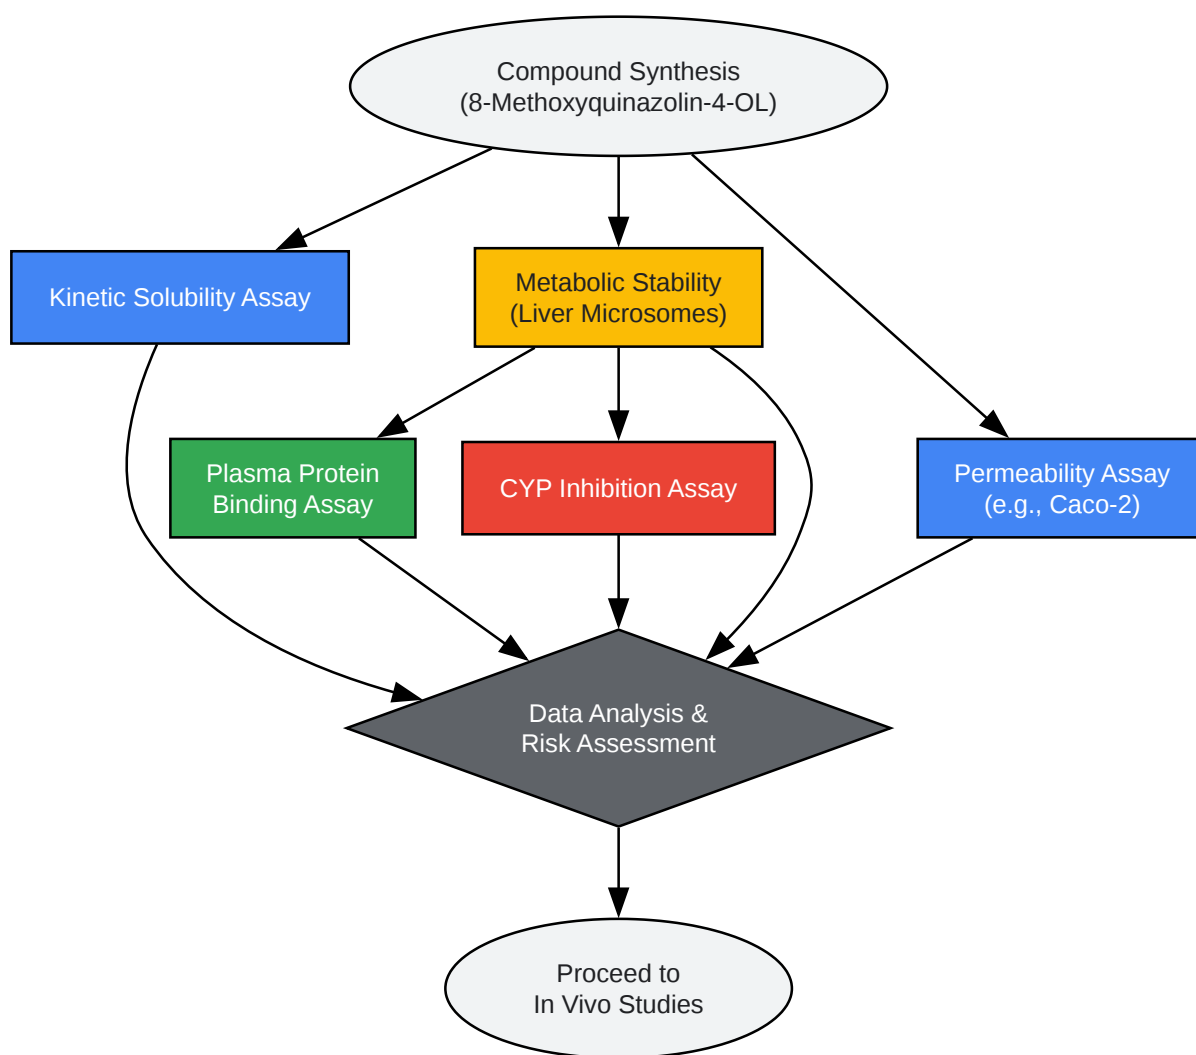 Compound Synthesis
(8-Methoxyquinazolin-4-OL)
Kinetic Solubility Assay
Metabolic Stability
(Liver Microsomes)
Plasma Protein
Binding Assay
CYP Inhibition Assay
Permeability Assay
(e.g., Caco-2)
Data Analysis &
Risk Assessment
Proceed to
In Vivo Studies